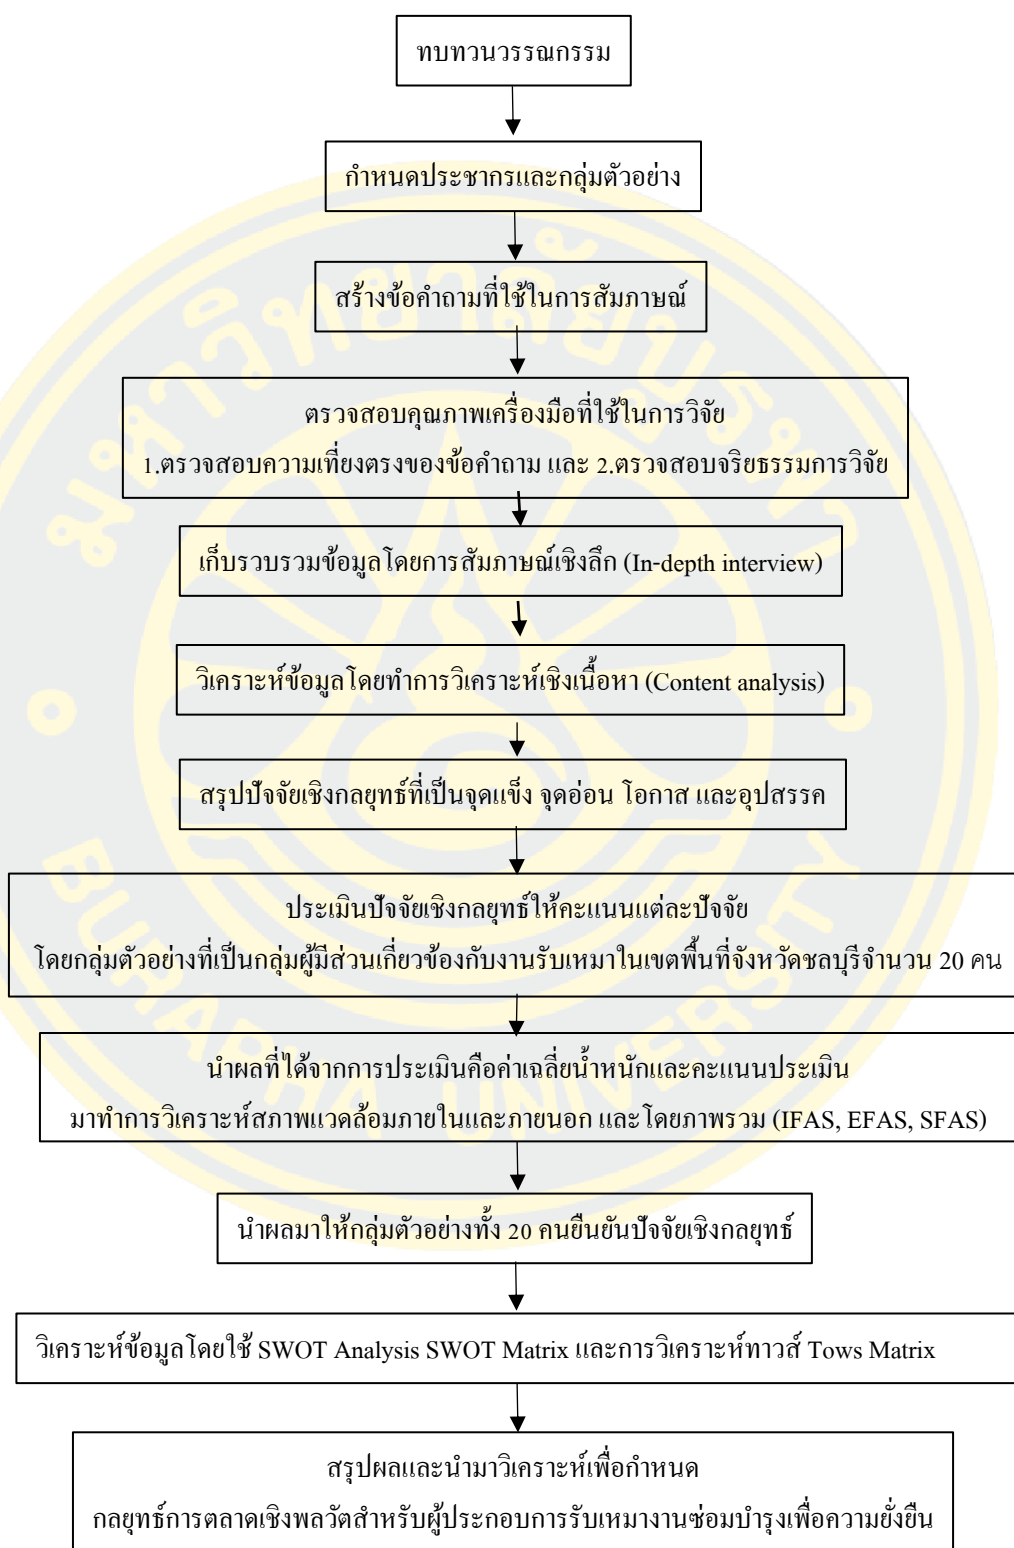 ทบทวนวรรณกรรม
กำหนดประชากรและกลุ่มตัวอย่าง
สร้างข้อคำถามที่ใช้ในการสัมภาษณ์
ตรวจสอบคุณภาพเครื่องมือที่ใช้ในการวิจัย
1.ตรวจสอบความเที่ยงตรงของข้อคำถาม และ 2.ตรวจสอบจริยธรรมการวิจัย
เก็บรวบรวมข้อมูลโดยการสัมภาษณ์เชิงลึก (In-depth interview)
วิเคราะห์ข้อมูลโดยทำการวิเคราะห์เชิงเนื้อหา (Content analysis)
สรุปปัจจัยเชิงกลยุทธ์ที่เป็นจุดแข็ง จุดอ่อน โอกาส และอุปสรรค
ประเมินปัจจัยเชิงกลยุทธ์ให้คะแนนแต่ละปัจจัย
โดยกลุ่มตัวอย่างที่เป็นกลุ่มผู้มีส่วนเกี่ยวข้องกับงานรับเหมาในเขตพื้นที่จังหวัดชลบุรีจำนวน 20 คน
นำผลที่ได้จากการประเมินคือค่าเฉลี่ยน้ำหนักและคะแนนประเมิน
มาทำการวิเคราะห์สภาพแวดล้อมภายในและภายนอก และโดยภาพรวม (IFAS, EFAS, SFAS)
นำผลมาให้กลุ่มตัวอย่างทั้ง 20 คนยืนยันปัจจัยเชิงกลยุทธ์
วิเคราะห์ข้อมูลโดยใช้ SWOT Analysis SWOT Matrix และการวิเคราะห์ทาวส์ Tows Matrix
สรุปผลและนำมาวิเคราะห์เพื่อกำหนด
กลยุทธ์การตลาดเชิงพลวัตสำหรับผู้ประกอบการรับเหมางานซ่อมบำรุงเพื่อความยั่งยืน
มหาวิทยาลัยบูรพา
BURAPHA UNIVERSITY